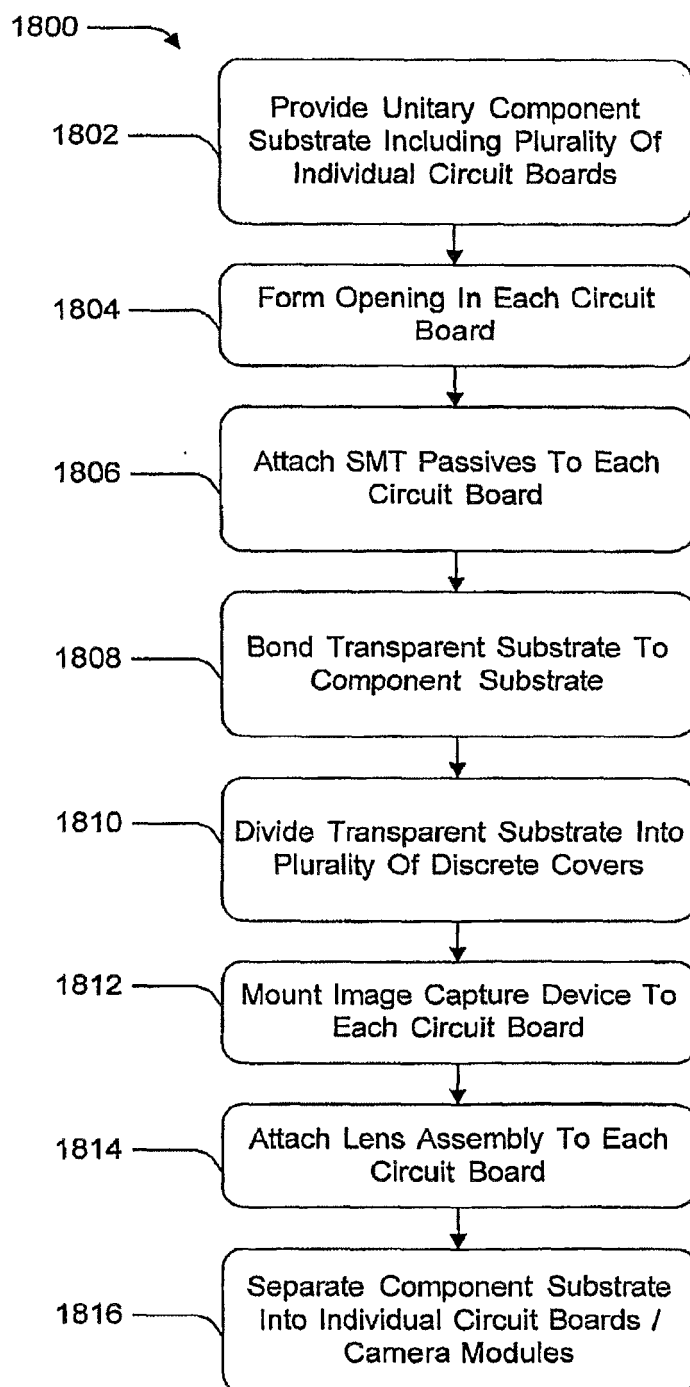 1800
Provide Unitary Component
1802
Substrate Including Plurality Of
Individual Circuit Boards
Form Opening In Each Circuit
1804
Board
Attach SMT Passives To Each
1806
Circuit Board
Bond Transparent Substrate To
1808
Component Substrate
1810
Divide Transparent Substrate Into
Plurality Of Discrete Covers
1812
Mount Image Capture Device To
Each Circuit Board
Attach Lens Assembly To Each
1814
Circuit Board
Separate Component Substrate
1816
Into Individual Circuit Boards /
Camera Modules